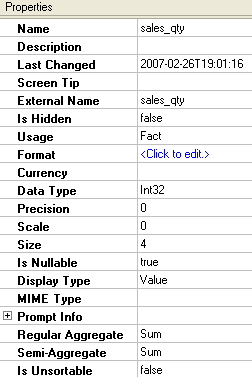 Properties
Name sales_qty
Description
Last Changed 2007-02-26T19:01:16
Screen Tip
External Name sales_qty
Is Hidden false
Usage Fact
Format <Click to edit.>
Currency
Data Type Int32
Precision 0
Scale 0
Size 4
Is Nullable true
Display Type Value
MIME Type
Prompt Info
Regular Aggregate Sum
Semi-Aggregate Sum
Is Unsortable false